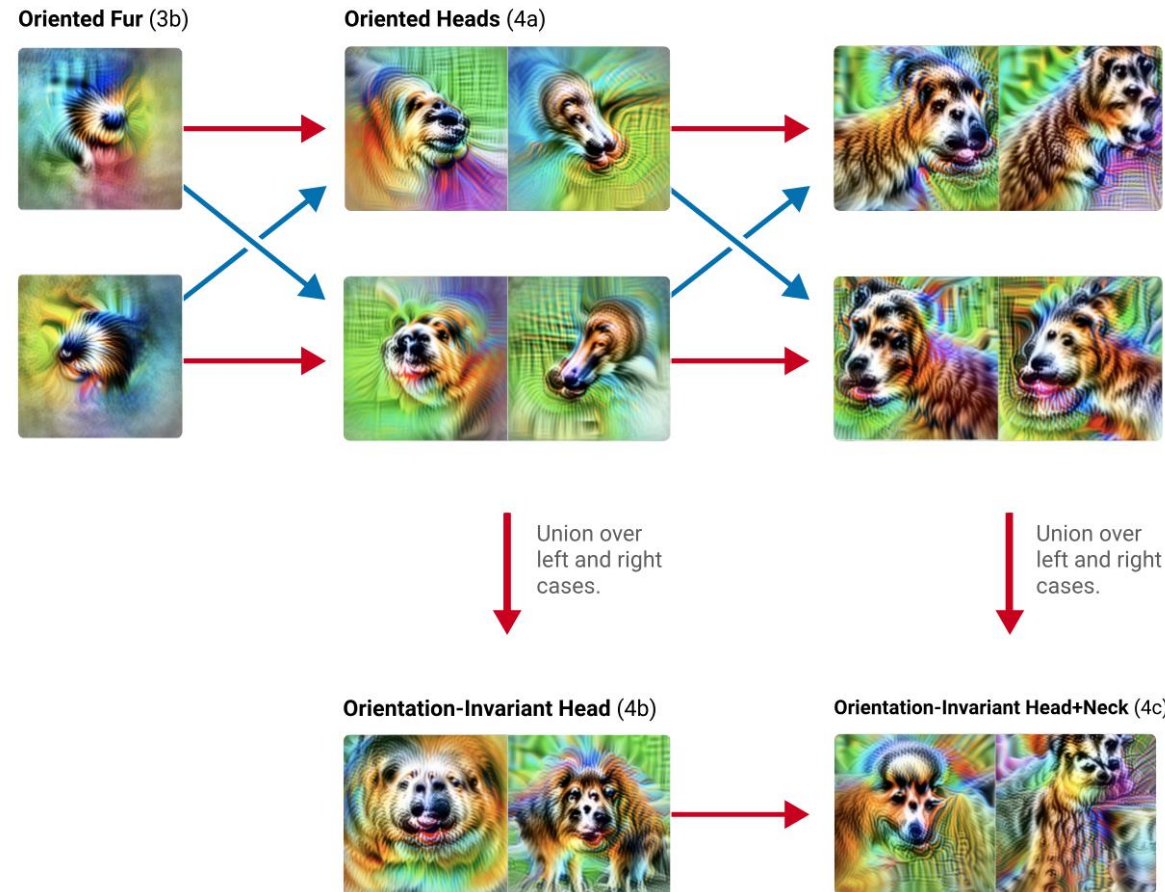 Oriented Fur (3b)
Oriented Heads (4a)
Union over
left and right
cases.
Union over
left and right
cases.
Orientation-Invariant Head (4b)
Orientation-Invariant Head+Neck (4c)